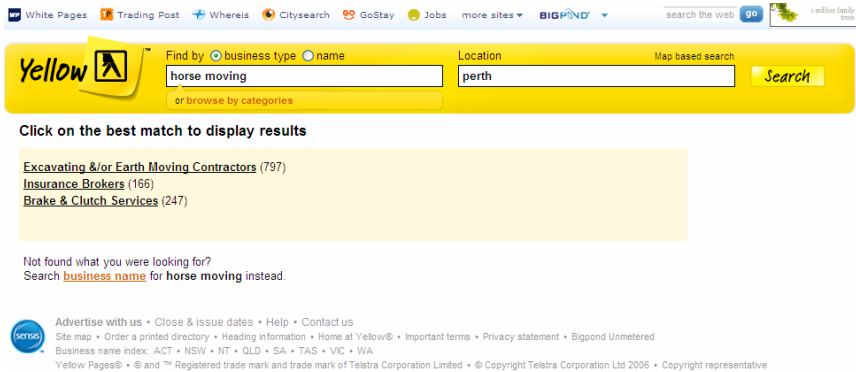 White Pages Trading Post Whereis Citysearch GoStay Jobs more sites BIGPOND search the web go 1 million family trees
Yellow ™
Find by business type name Location Map based search
horse moving perth Search
or browse by categories
Click on the best match to display results
Excavating &/or Earth Moving Contractors (797)
Insurance Brokers (166)
Brake & Clutch Services (247)
Not found what you were looking for?
Search business name for horse moving instead.
sensis
Advertise with us • Close & issue dates • Help • Contact us
Site map • Order a printed directory • Heading information • Home at Yellow® • Important terms • Privacy statement • Bigpond Unmetered
Business name index: ACT • NSW • NT • QLD • SA • TAS • VIC • WA
Yellow Pages® • ® and ™ Registered trade mark and trade mark of Telstra Corporation Limited • © Copyright Telstra Corporation Ltd 2006 • Copyright representative